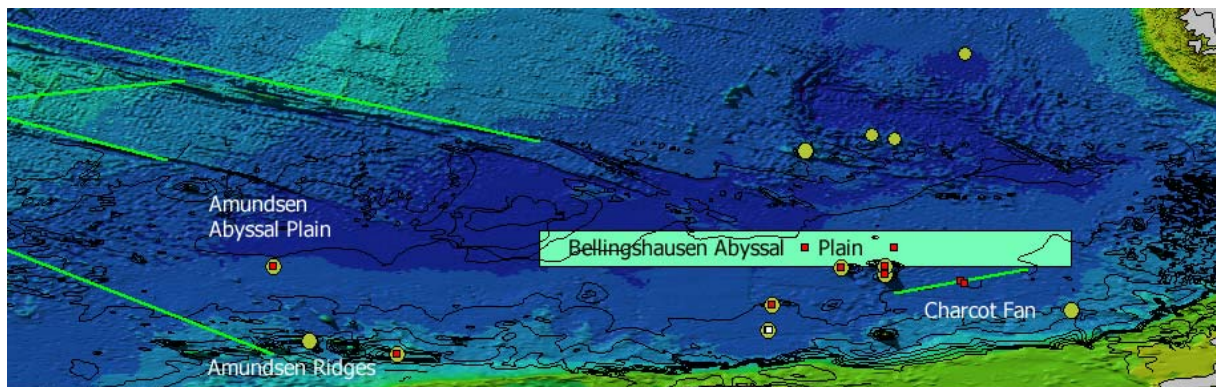 Amundsen
Abyssal Plain
Bellingshausen Abyssal Plain
Charcot Fan
Amundsen Ridges